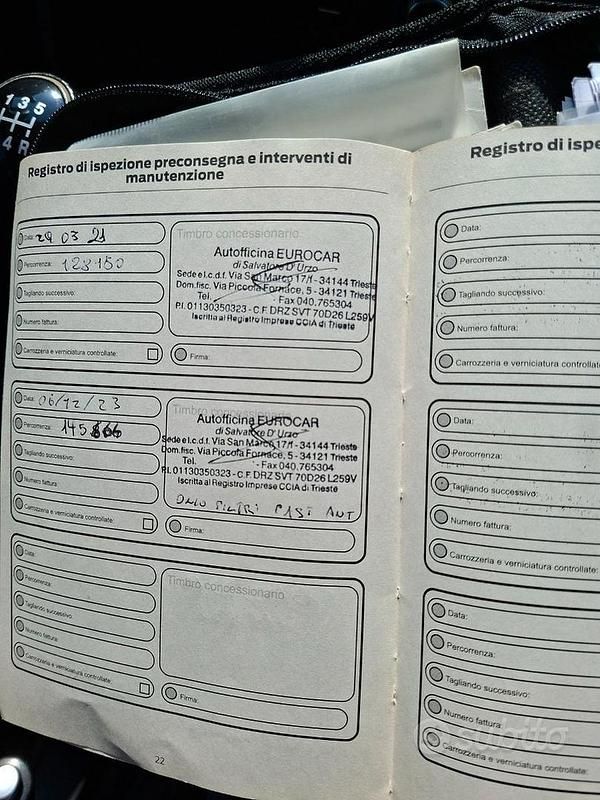 1 3 5
4 R
Registro di ispezione preconsegna e interventi di
manutenzione
Data: 29 03 21
Percorrenza: 128150
Tagliando successivo:
Numero fattura:
Carrozzeria e verniciatura controllate:
Timbro concessionario
Autofficina EUROCAR
di Salvatore D'Urzo
Sede e l.c.d.f. Via San Marco 17/1 - 34144 Trieste
Dom.fisc. Via Piccola Fornace, 5 - 34121 Trieste
Tel. - Fax 040.765304
P.I. 01130350323 - C.F. DRZ SVT 70D26 L259V
Iscritta al Registro Imprese CCIA di Trieste
Firma:
Data: 06/12/23
Percorrenza: 145
Tagliando successivo:
Numero fattura:
Carrozzeria e verniciatura controllate:
Timbro concessionario
Autofficina EUROCAR
di Salvatore D'Urzo
Sede e l.c.d.f. Via San Marco 17/1 - 34144 Trieste
Dom.fisc. Via Piccola Fornace, 5 - 34121 Trieste
Tel. - Fax 040.765304
P.I. 01130350323 - C.F. DRZ SVT 70D26 L259V
Iscritta al Registro Imprese CCIA di Trieste
OLIO FILTRI PAST ANT
Firma:
Data:
Percorrenza:
Tagliando successivo:
Numero fattura:
Carrozzeria e verniciatura controllate:
Timbro concessionario
Firma:
22
Registro di ispe
Data:
Percorrenza:
Tagliando successivo:
Numero fattura:
Carrozzeria e verniciatura controllate:
Data:
Percorrenza:
Tagliando successivo:
Numero fattura:
Carrozzeria e verniciatura controllate:
Data:
Percorrenza:
Tagliando successivo:
Numero fattura:
Carrozzeria e verniciatura controllate:
subito